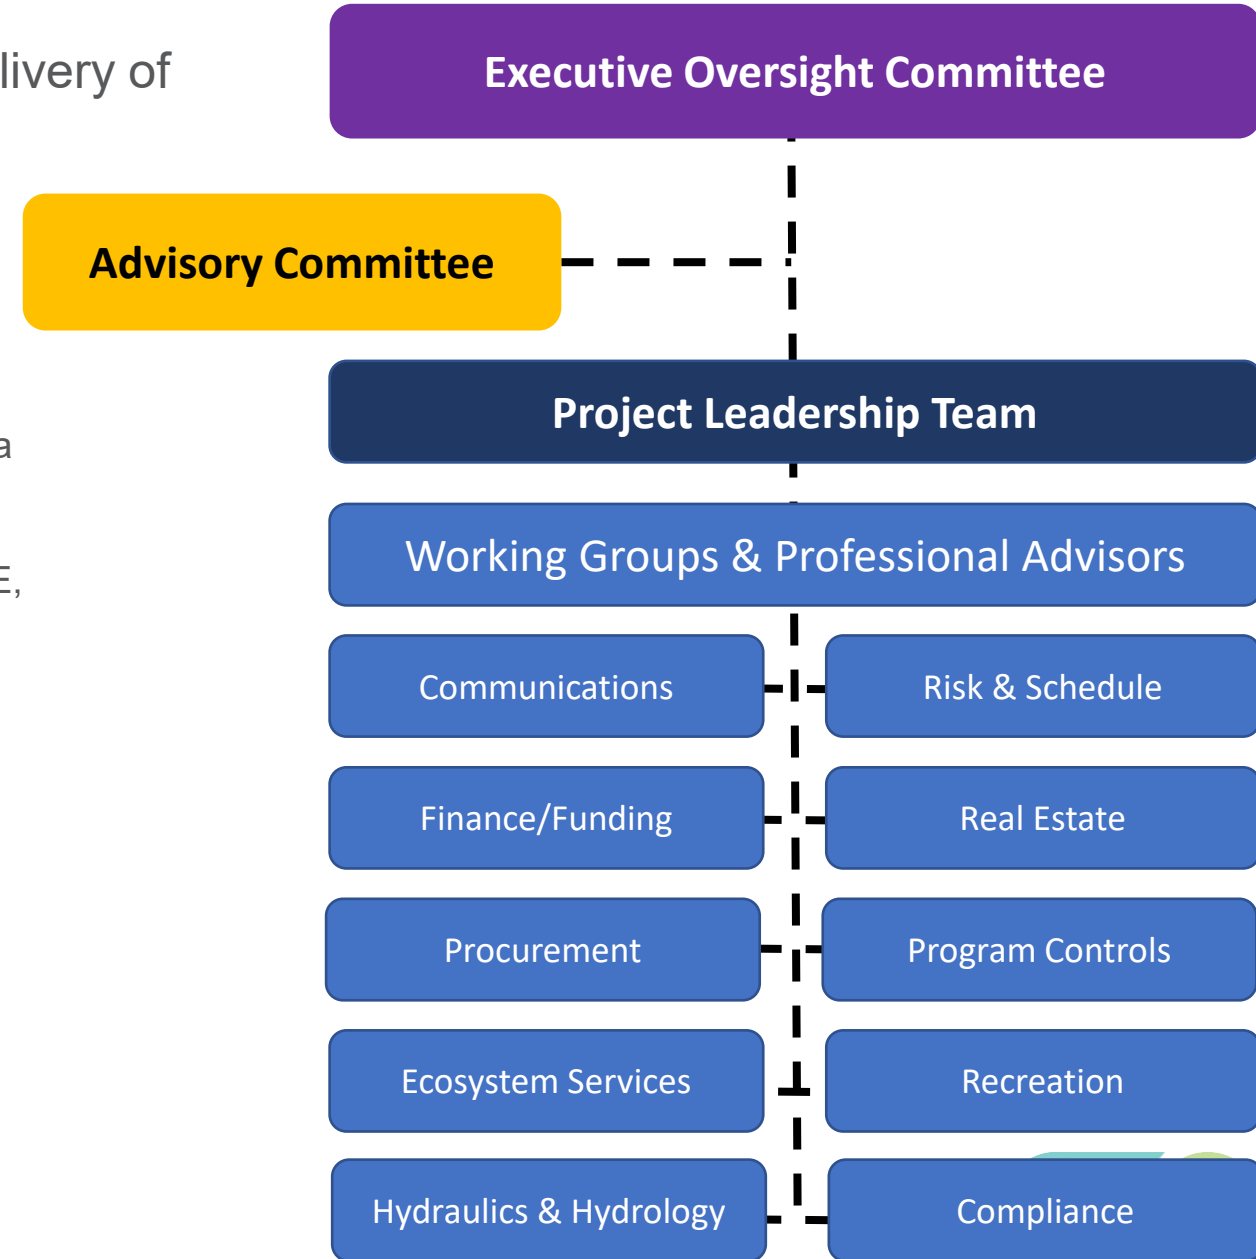 livery of
Executive Oversight Committee
Advisory Committee
Project Leadership Team
a
Working Groups & Professional Advisors
E,
Communications
Risk & Schedule
Finance/Funding
Real Estate
Procurement
Program Controls
Ecosystem Services
Recreation
Hydraulics & Hydrology
Compliance